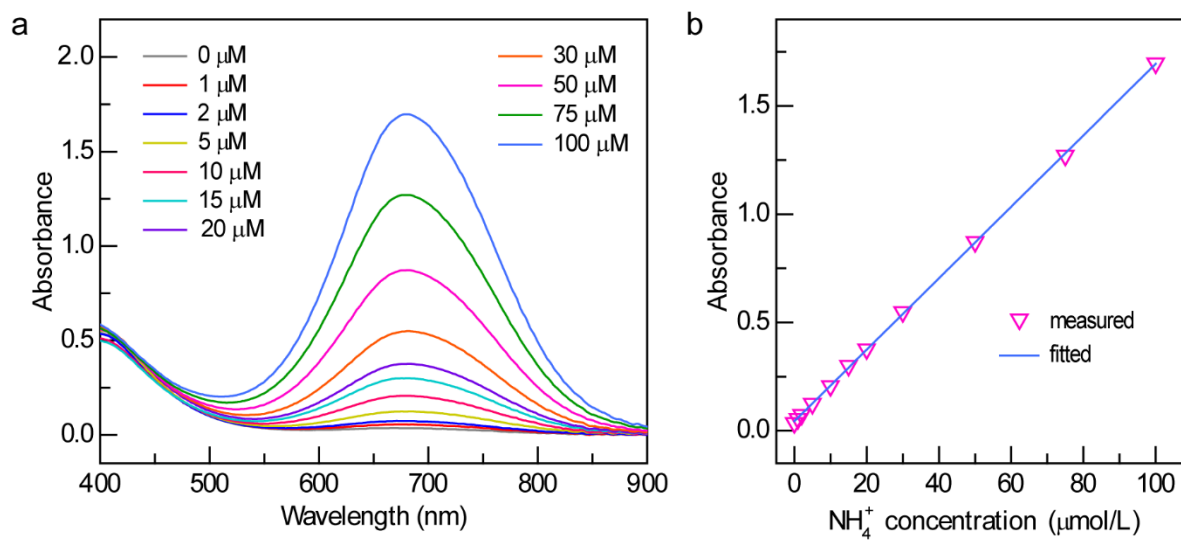 a
2.0
1.5
1.0
0.5
0.0
Absorbance
0 μM
1 μM
2 μM
5 μM
10 μM
15 μM
20 μM
30 μM
50 μM
75 μM
100 μM
400 500 600 700 800 900
Wavelength (nm)
b
1.5
1.0
0.5
0.0
Absorbance
measured
fitted
0 20 40 60 80 100
NH₄⁺ concentration (μmol/L)